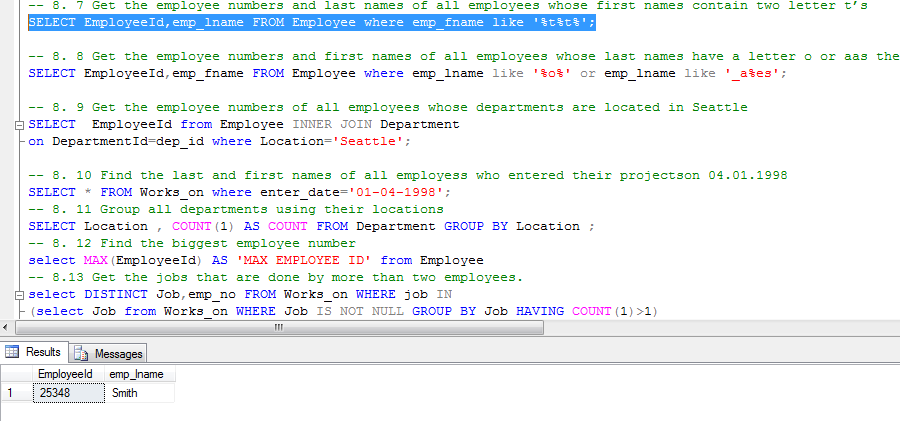 -- 8. 7 Get the employee numbers and last names of all employees whose first names contain two letter t's
SELECT EmployeeId,emp_lname FROM Employee where emp_fname like '%t%t%';
-- 8. 8 Get the employee numbers and first names of all employees whose last names have a letter o or aas the
SELECT EmployeeId,emp_fname FROM Employee where emp_lname like '%o%' or emp_lname like '_a%es';
-- 8. 9 Get the employee numbers of all employees whose departments are located in Seattle
SELECT  EmployeeId from Employee INNER JOIN Department
on DepartmentId=dep_id where Location='Seattle';
-- 8. 10 Find the last and first names of all employess who entered their projectson 04.01.1998
SELECT * FROM Works_on where enter_date='01-04-1998';
-- 8. 11 Group all departments using their locations
SELECT Location , COUNT(1) AS COUNT FROM Department GROUP BY Location ;
-- 8. 12 Find the biggest employee number
select MAX(EmployeeId) AS 'MAX EMPLOYEE ID' from Employee
-- 8.13 Get the jobs that are done by more than two employees.
select DISTINCT Job,emp_no FROM Works_on WHERE job IN
(select Job from Works_on WHERE Job IS NOT NULL GROUP BY Job HAVING COUNT(1)>1)
Results Messages
EmployeeId emp_lname
1 25348 Smith